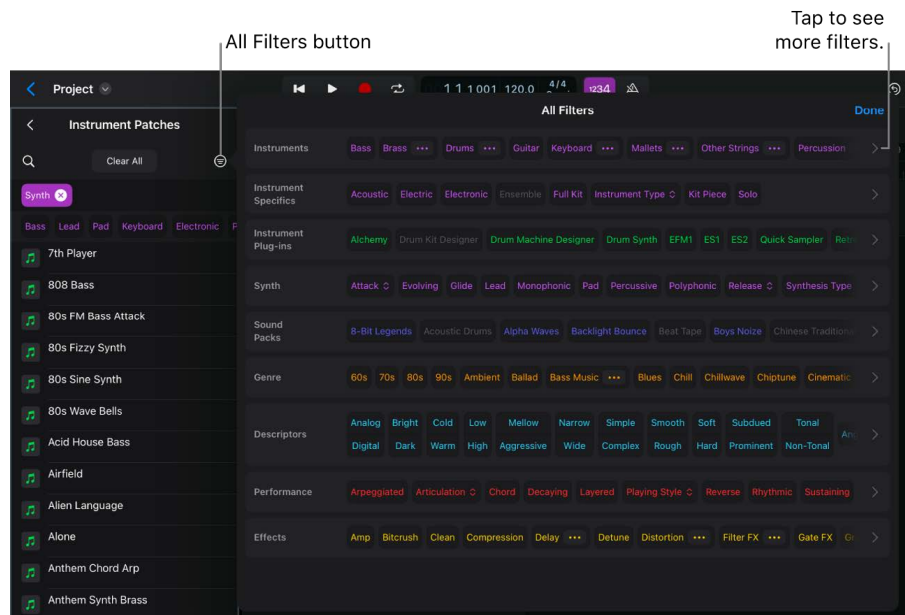 Tap to see
All Filters button
more filters.
Project
1 1 1 001 120.0 4/4
1234
Instrument Patches
All Filters
Done
Clear All
Instruments Bass Brass ••• Drums ••• Guitar Keyboard ••• Mallets ••• Other Strings ••• Percussion
Synth
Instrument
Specifics
Acoustic Electric Electronic Ensemble Full Kit Instrument Type Kit Piece Solo
Bass Lead Pad Keyboard Electronic
Instrument
Plug-ins
Alchemy Drum Kit Designer Drum Machine Designer Drum Synth EFM1 ES1 ES2 Quick Sampler
7th Player
808 Bass
Synth Attack Evolving Glide Lead Monophonic Pad Percussive Polyphonic Release Synthesis Type
80s FM Bass Attack
Sound
Packs
8-Bit Legends Acoustic Drums Alpha Waves Backlight Bounce Beat Tape Boys Noize Chinese Traditional
80s Fizzy Synth
80s Sine Synth
Genre 60s 70s 80s 90s Ambient Ballad Bass Music ••• Blues Chill Chillwave Chiptune Cinematic
80s Wave Bells
Analog Bright Cold Low Mellow Narrow Simple Smooth Soft Subdued Tonal
Descriptors
Digital Dark Warm High Aggressive Wide Complex Rough Hard Prominent Non-Tonal
Acid House Bass
Airfield
Performance Arpeggiated Articulation Chord Decaying Layered Playing Style Reverse Rhythmic Sustaining
Alien Language
Alone
Effects Amp Bitcrush Clean Compression Delay ••• Detune Distortion ••• Filter FX ••• Gate FX
Anthem Chord Arp
Anthem Synth Brass